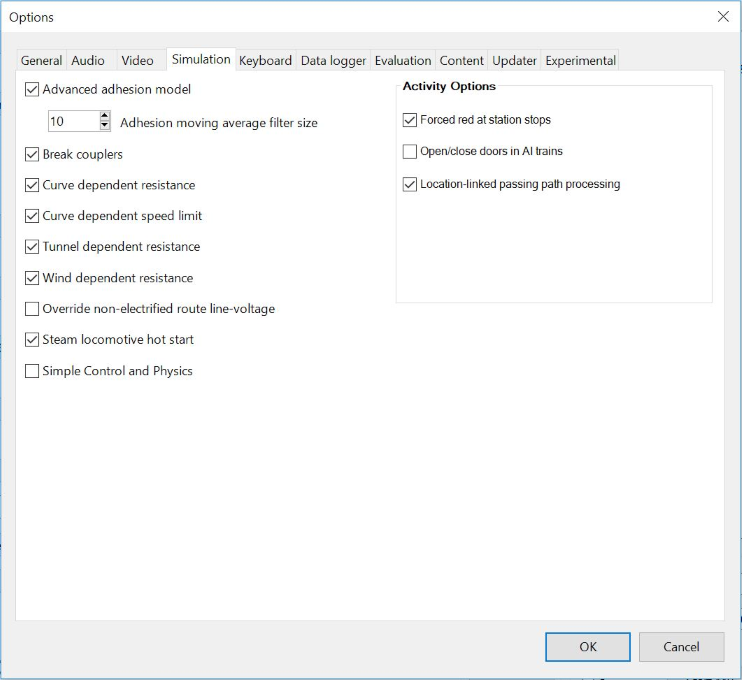 Options
General Audio Video Simulation Keyboard Data logger Evaluation Content Updater Experimental
Advanced adhesion model
10 Adhesion moving average filter size
Break couplers
Curve dependent resistance
Curve dependent speed limit
Tunnel dependent resistance
Wind dependent resistance
Override non-electrified route line-voltage
Steam locomotive hot start
Simple Control and Physics
Activity Options
Forced red at station stops
Open/close doors in AI trains
Location-linked passing path processing
OK Cancel